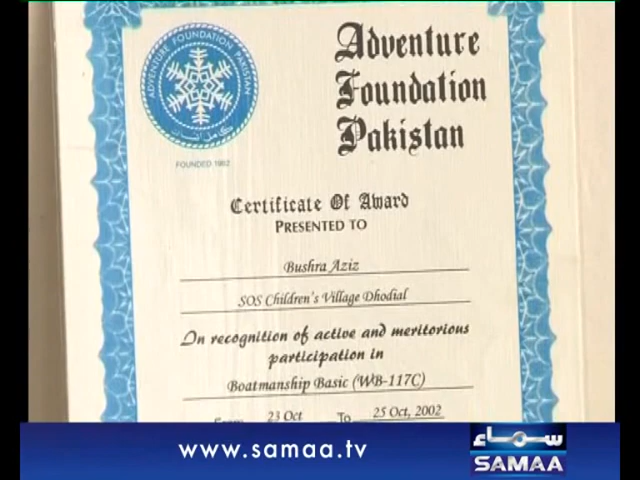 ADVENTURE FOUNDATION PAKISTAN
Adventure
Foundation
Pakistan
Certificate Of Award
PRESENTED TO
Bushra Aziz
SOS Children's Village Dhodial
In recognition of active and meritorious
participation in
Boatmanship Basic (WB-117C)
From 23 Oct To 25 Oct, 2002
www.samaa.tv
سماء
SAMAA